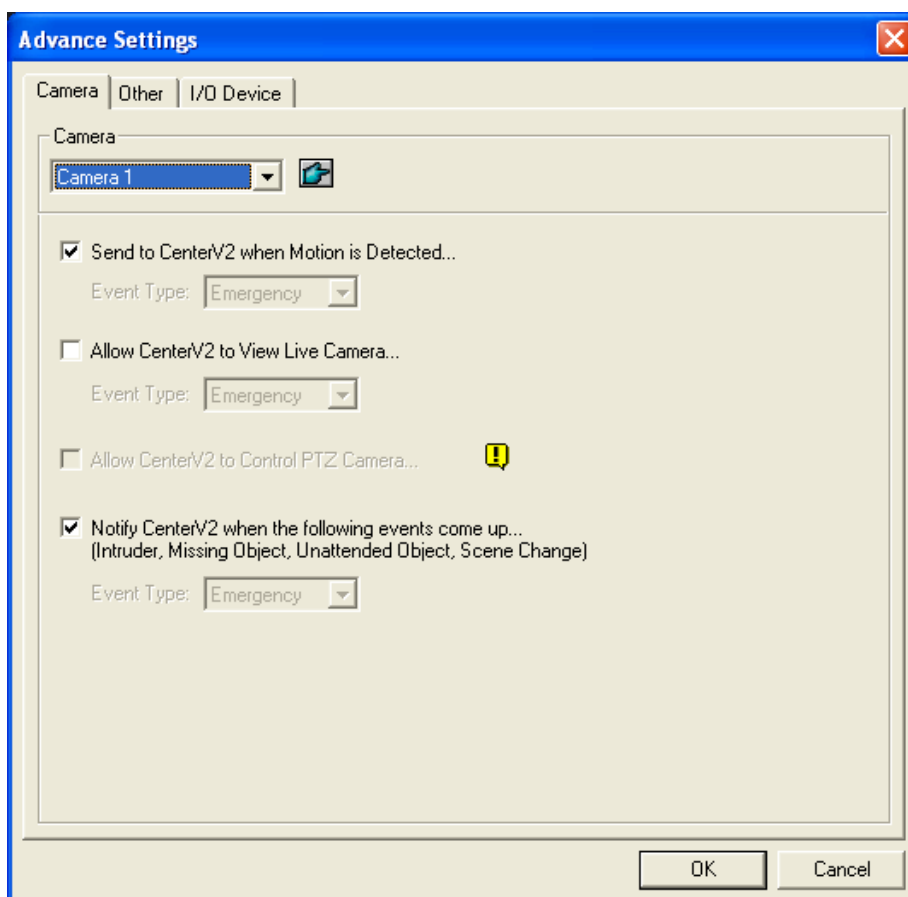 Advance Settings
Camera Other I/O Device
Camera
Camera 1
Send to CenterV2 when Motion is Detected...
Event Type: Emergency
Allow CenterV2 to View Live Camera...
Event Type: Emergency
Allow CenterV2 to Control PTZ Camera...
Notify CenterV2 when the following events come up...
(Intruder, Missing Object, Unattended Object, Scene Change)
Event Type: Emergency
OK Cancel